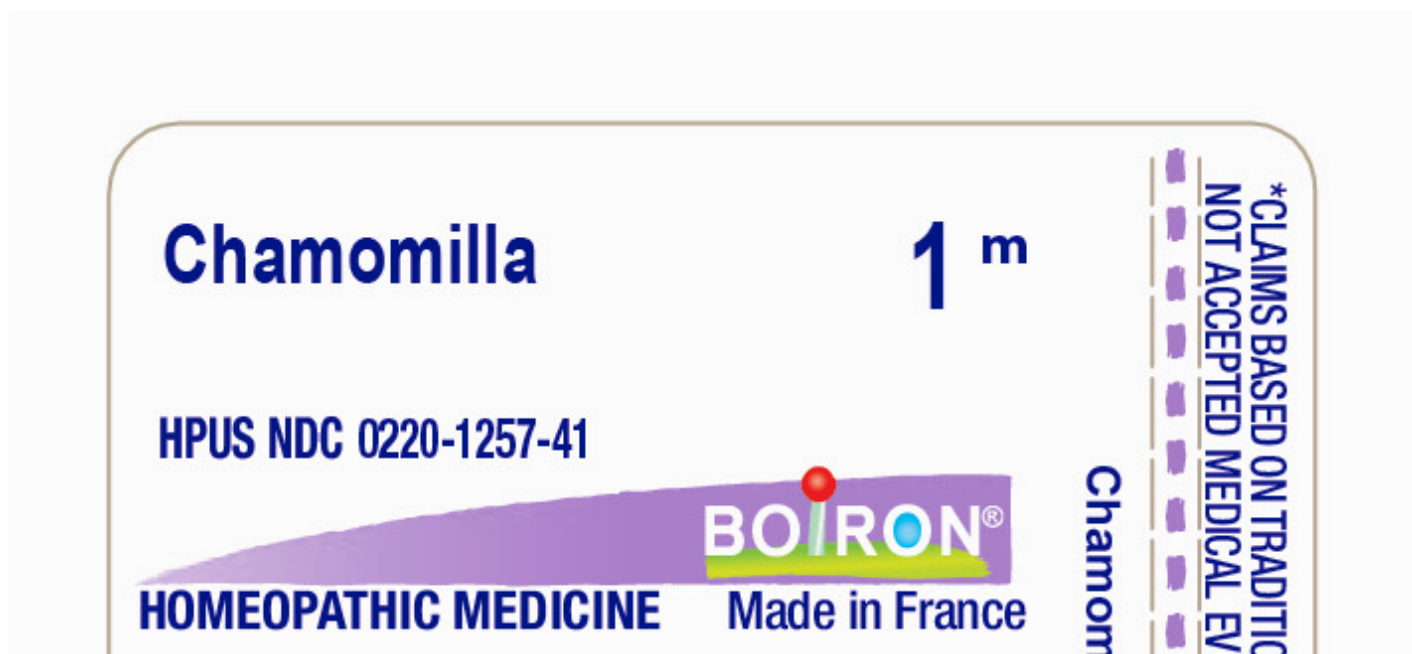 Chamomilla 1 m
HPUS NDC 0220-1257-41
BOIRON®
HOMEOPATHIC MEDICINE Made in France
Chamom
*CLAIMS BASED ON TRADITIO
NOT ACCEPTED MEDICAL EV